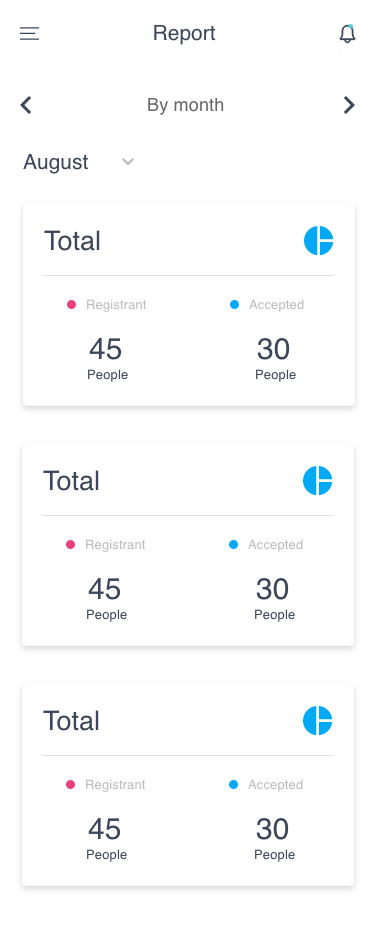 Report
By month
August
Total
Registrant Accepted
45 30
People People
Total
Registrant Accepted
45 30
People People
Total
Registrant Accepted
45 30
People People